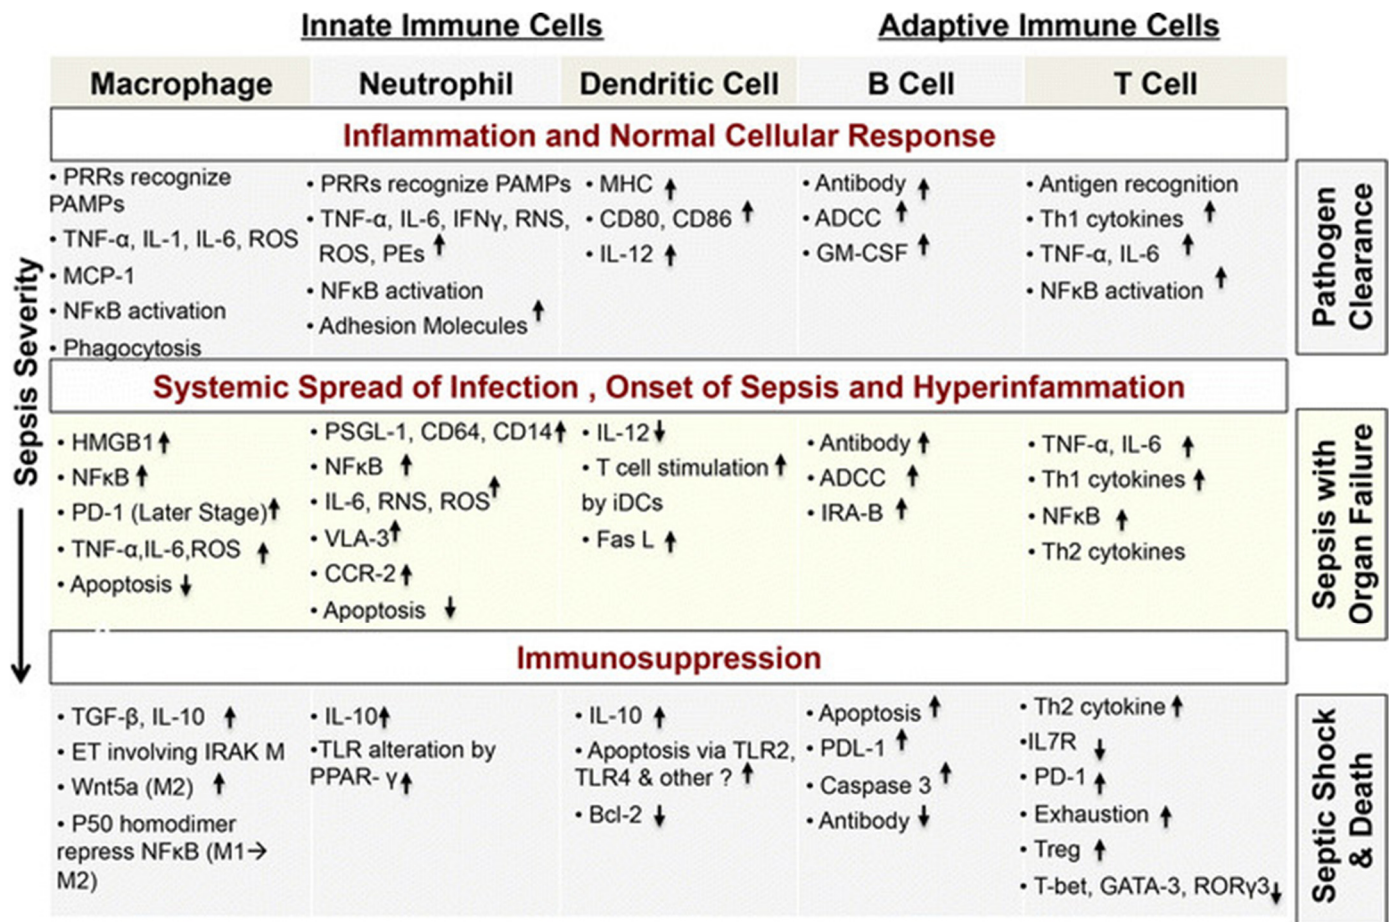 Innate Immune Cells
Adaptive Immune Cells
Macrophage
Neutrophil
Dendritic Cell
B Cell
T Cell
Inflammation and Normal Cellular Response
• PRRs recognize
PAMPs
• TNF-α, IL-1, IL-6, ROS
• MCP-1
• NFκB activation
• Phagocytosis
• PRRs recognize PAMPs
• TNF-α, IL-6, IFNγ, RNS,
ROS, PEs ↑
• NFκB activation
• Adhesion Molecules ↑
• MHC ↑
• CD80, CD86 ↑
• IL-12 ↑
• Antibody ↑
• ADCC ↑
• GM-CSF ↑
• Antigen recognition
• Th1 cytokines ↑
• TNF-α, IL-6 ↑
• NFκB activation ↑
Pathogen
Clearance
Sepsis Severity
Systemic Spread of Infection , Onset of Sepsis and Hyperinfammation
• HMGB1 ↑
• NFκB ↑
• PD-1 (Later Stage) ↑
• TNF-α,IL-6,ROS ↑
• Apoptosis ↓
• PSGL-1, CD64, CD14 ↑
• NFκB ↑
• IL-6, RNS, ROS ↑
• VLA-3 ↑
• CCR-2 ↑
• Apoptosis ↓
• IL-12 ↓
• T cell stimulation ↑
by iDCs
• Fas L ↑
• Antibody ↑
• ADCC ↑
• IRA-B ↑
• TNF-α, IL-6 ↑
• Th1 cytokines ↑
• NFκB ↑
• Th2 cytokines
Sepsis with
Organ Failure
Immunosuppression
• TGF-β, IL-10 ↑
• ET involving IRAK M
• Wnt5a (M2) ↑
• P50 homodimer
repress NFκB (M1→
M2)
• IL-10 ↑
•TLR alteration by
PPAR- γ ↑
• IL-10 ↑
• Apoptosis via TLR2,
TLR4 & other ? ↑
• Bcl-2 ↓
• Apoptosis ↑
• PDL-1 ↑
• Caspase 3 ↑
• Antibody ↓
• Th2 cytokine ↑
•IL7R ↓
• PD-1 ↑
• Exhaustion ↑
• Treg ↑
• T-bet, GATA-3, RORγ3 ↓
Septic Shock
& Death